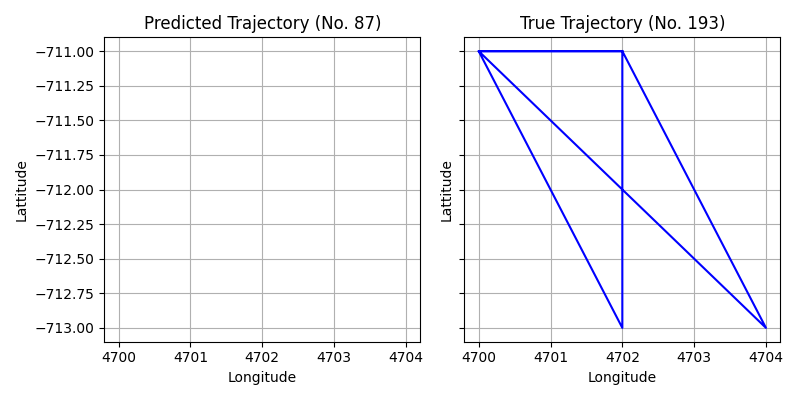 Predicted Trajectory (No. 87)
−711.00
−711.25
−711.50
−711.75
−712.00
−712.25
−712.50
−712.75
−713.00
Lattitude
4700 4701 4702 4703 4704
Longitude
True Trajectory (No. 193)
Lattitude
4700 4701 4702 4703 4704
Longitude